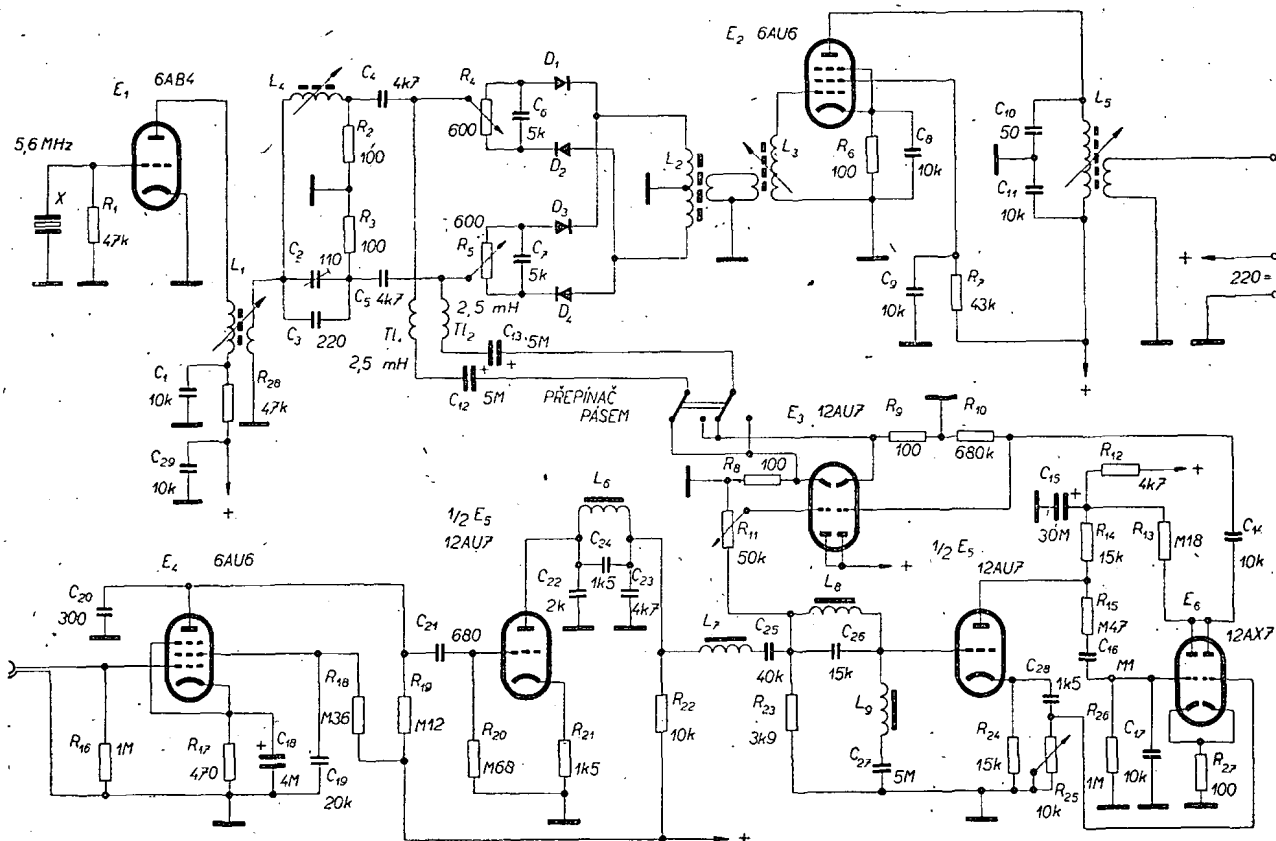 E1 6AB4
5,6 MHz
X
R1
47k
L1
C1
10k
R28
47k
C29
10k
+
L4
C4
4k7
R2
100
R3
100
C2
110
C3
220
C5
4k7
R4
600
C6
5k
D1
D2
D3
600
R5
C7
5k
D4
2,5 mH
Tl1
2,5 mH
Tl2
C13
5M
+
C12
5M
+
PŘEPÍNAČ
PÁSEM
L2
L3
E2 6AU6
R6
100
C8
10k
C9
10k
R7
43k
C10
50
C11
10k
L5
+
220=
+
E3 12AU7
R8
100
R9
100
R10
680k
R11
50k
+
C15
+
30M
R12
4k7
+
R13
M18
R14
15k
C14
10k
1/2 E5
12AU7
R15
M47
C16
M1
E6
12AX7
C17
10k
R26
1M
R27
100
E4 6AU6
C20
300
R16
1M
R17
470
+
C18
4M
R18
M36
C19
20k
R19
M12
C21
680
R20
M68
1/2 E5
12AU7
R21
1k5
L6
C24
1k5
C22
2k
C23
4k7
R22
10k
+
L7
C25
40k
L8
C26
15k
R23
3k9
L9
C27
5M
R24
15k
C28
1k5
R25
10k